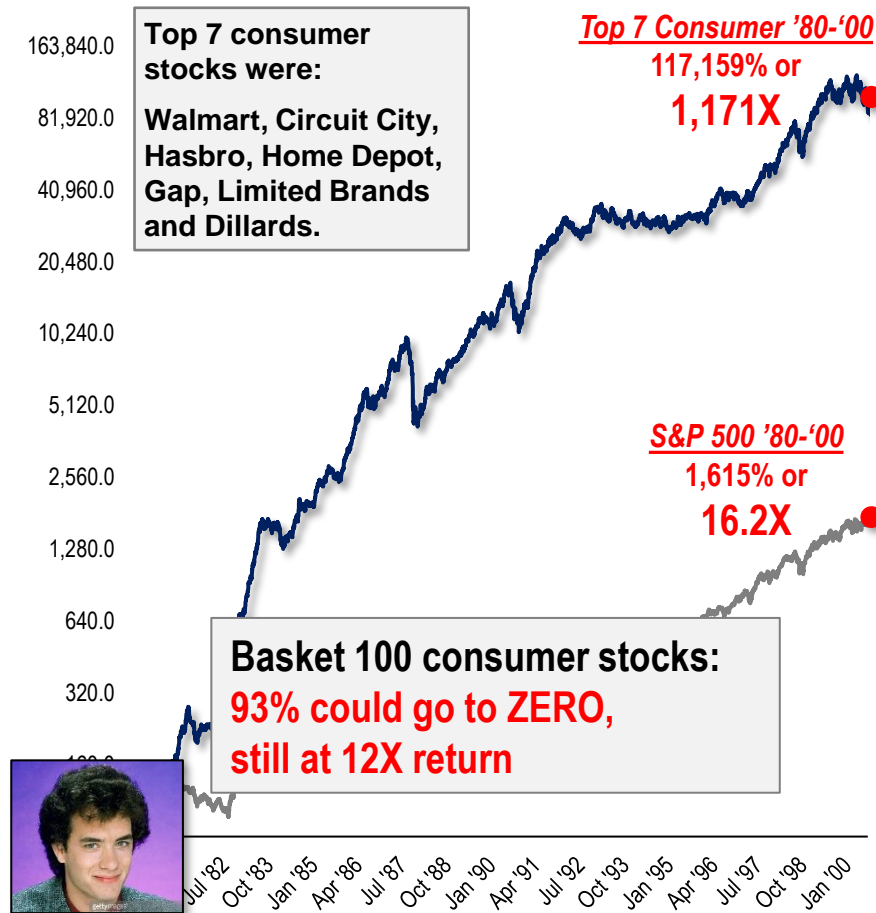 Top 7 consumer
stocks were:
Walmart, Circuit City,
Hasbro, Home Depot,
Gap, Limited Brands
and Dillards.
Top 7 Consumer '80-‘00
117,159% or
1,171X
163,840.0
81,920.0
40,960.0
20,480.0
10,240.0
5,120.0
2,560.0
1,280.0
640.0
320.0
S&P 500 '80-‘00
1,615% or
16.2X
Basket 100 consumer stocks:
93% could go to ZERO,
still at 12X return
gettyimages
Jul '82
Oct '83
Jan '85
Apr '86
Jul '87
Oct '88
Jan '90
Apr '91
Jul '92
Oct '93
Jan '95
Apr '96
Jul '97
Oct '98
Jan '00